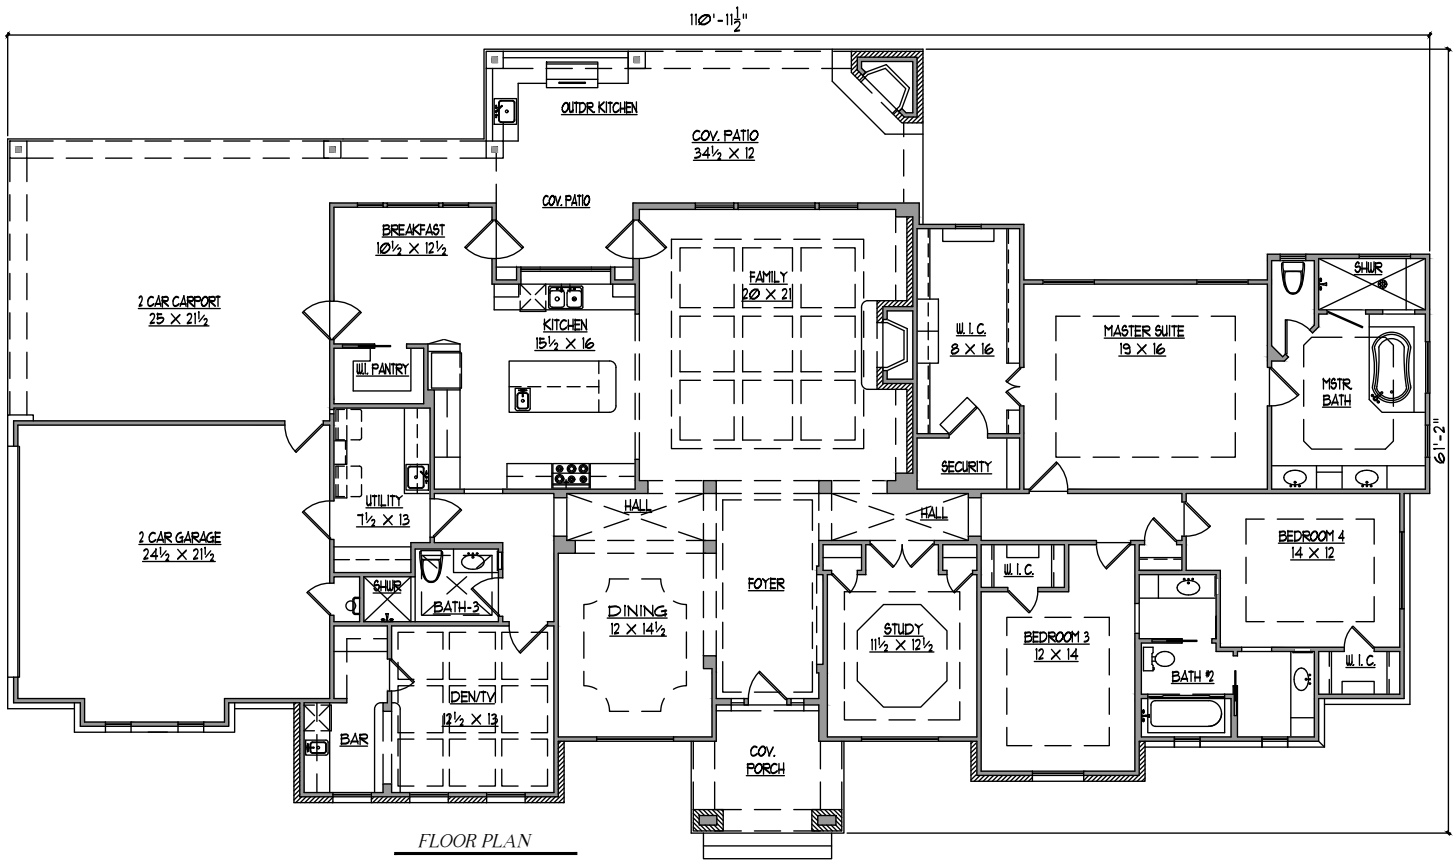 110'-11½"
OUTDR. KITCHEN
COV. PATIO
34½ X 12
COV. PATIO
BREAKFAST
10½ X 12½
FAMILY
20 X 21
SHWR
2 CAR CARPORT
25 X 21½
KITCHEN
15½ X 16
W. I. C.
8 X 16
MASTER SUITE
19 X 16
W.I. PANTRY
MSTR.
BATH
61'-2"
SECURITY
UTILITY
7½ X 13
HALL
HALL
2 CAR GARAGE
24½ X 21½
BEDROOM 4
14 X 12
W. I. C.
SHWR
BATH-3
FOYER
DINING
12 X 14½
STUDY
11½ X 12½
BEDROOM 3
12 X 14
W. I. C.
BATH #2
DEN/TV
12½ X 13
BAR
COV.
PORCH
FLOOR PLAN